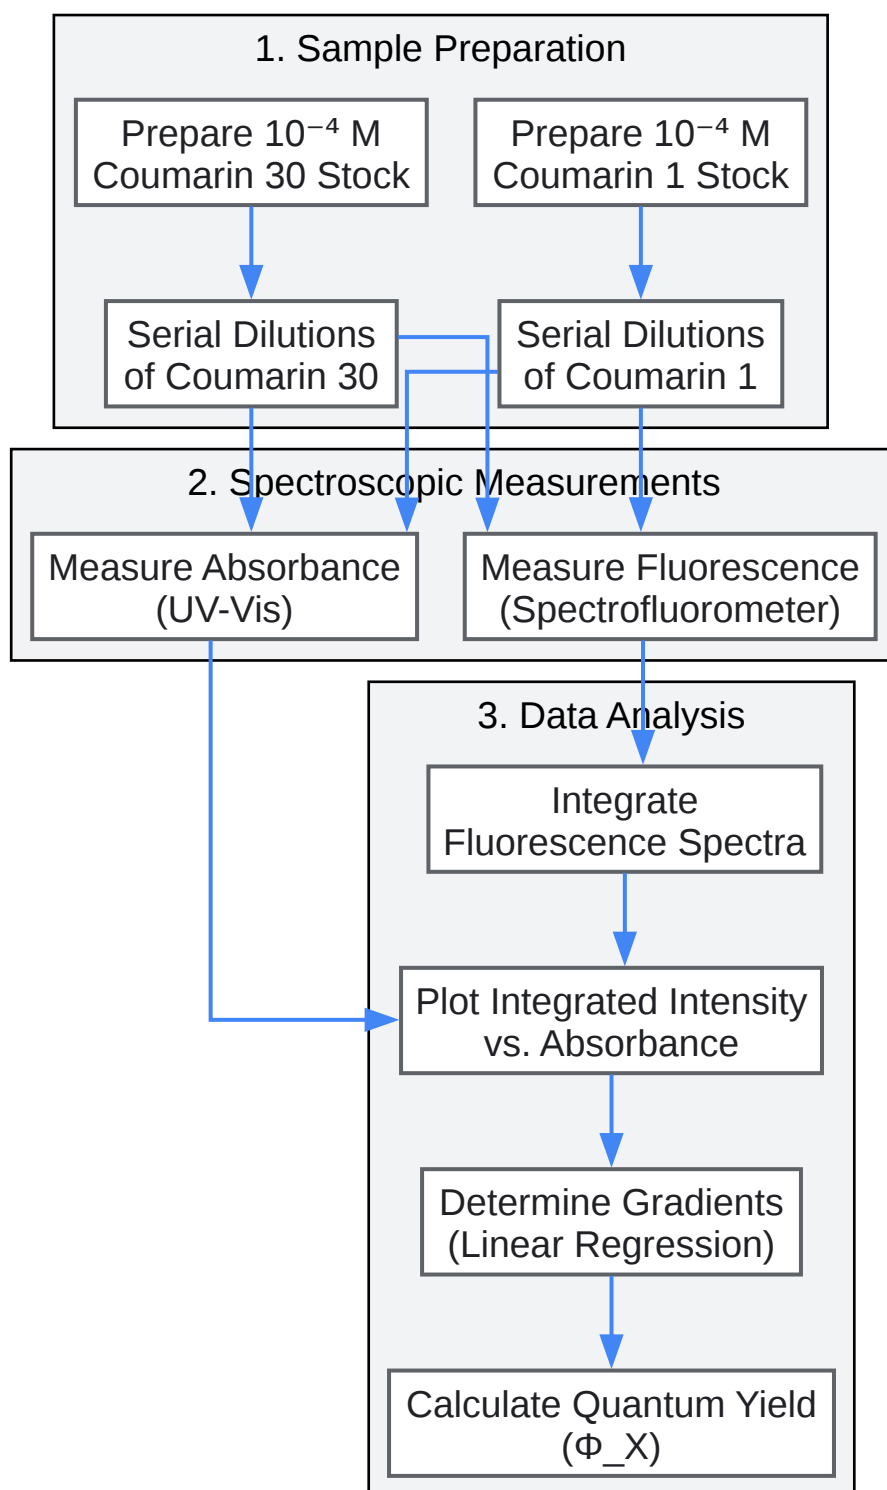 1. Sample Preparation
Prepare 10⁻⁴ M
Coumarin 30 Stock
Prepare 10⁻⁴ M
Coumarin 1 Stock
Serial Dilutions
of Coumarin 30
Serial Dilutions
of Coumarin 1
2. Spectroscopic Measurements
Measure Absorbance
(UV-Vis)
Measure Fluorescence
(Spectrofluorometer)
3. Data Analysis
Integrate
Fluorescence Spectra
Plot Integrated Intensity
vs. Absorbance
Determine Gradients
(Linear Regression)
Calculate Quantum Yield
(Φ_X)